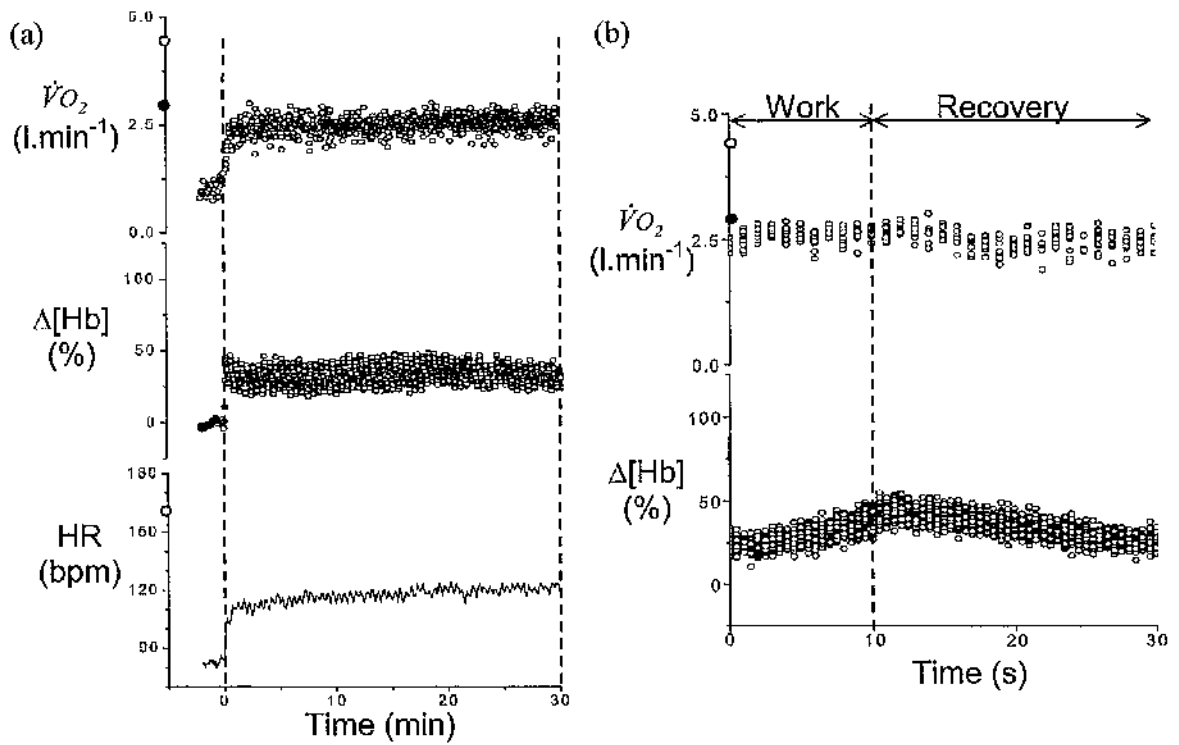 (a)
5.0
2.5
0.0
V̇O₂
(l.min⁻¹)
100
50
0
Δ[Hb]
(%)
180
150
120
90
HR
(bpm)
0
10
20
30
Time (min)
(b)
Work
Recovery
5.0
2.5
0.0
V̇O₂
(l.min⁻¹)
100
50
0
Δ[Hb]
(%)
0
10
20
30
Time (s)